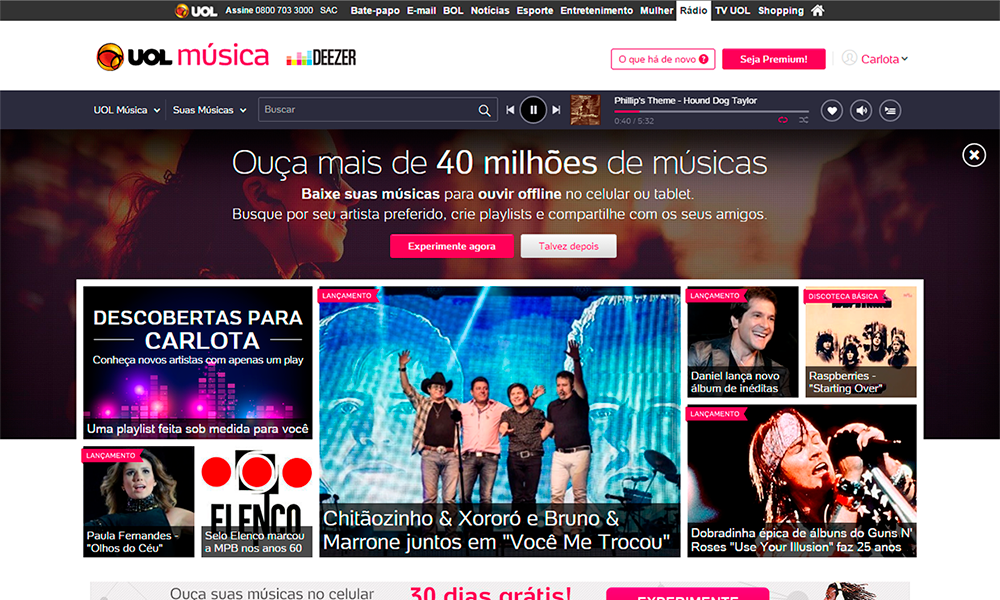 UOL Assine 0800 703 3000 SAC Bate-papo E-mail BOL Notícias Esporte Entretenimento Mulher Rádio TV UOL Shopping
UOL música DEEZER
O que há de novo ? Seja Premium! Carlota
UOL Música Suas Músicas Buscar
Phillip's Theme - Hound Dog Taylor
0:40 / 5:32
Ouça mais de 40 milhões de músicas
Baixe suas músicas para ouvir offline no celular ou tablet.
Busque por seu artista preferido, crie playlists e compartilhe com os seus amigos.
Experimente agora Talvez depois
DESCOBERTAS PARA
CARLOTA
Conheça novos artistas com apenas um play
Uma playlist feita sob medida para você
LANÇAMENTO
Paula Fernandes -
"Olhos do Céu"
ELENCO
Selo Elenco marcou
a MPB nos anos 60
LANÇAMENTO
Chitãozinho & Xororó e Bruno &
Marrone juntos em "Você Me Trocou"
LANÇAMENTO
Daniel lança novo
álbum de inéditas
DISCOTECA BÁSICA
Raspberries -
"Starting Over"
LANÇAMENTO
Dobradinha épica de álbuns do Guns N'
Roses "Use Your Illusion" faz 25 anos
Ouça suas músicas no celular
30 dias grátis!
EXPERIMENTE